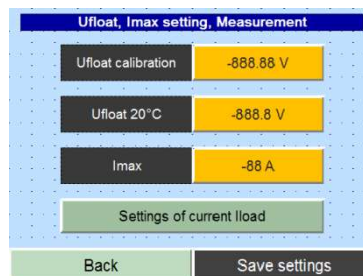 Ufloat, Imax setting, Measurement
Ufloat calibration -888.88 V
Ufloat 20°C -888.8 V
Imax -88 A
Settings of current Iload
Back Save settings